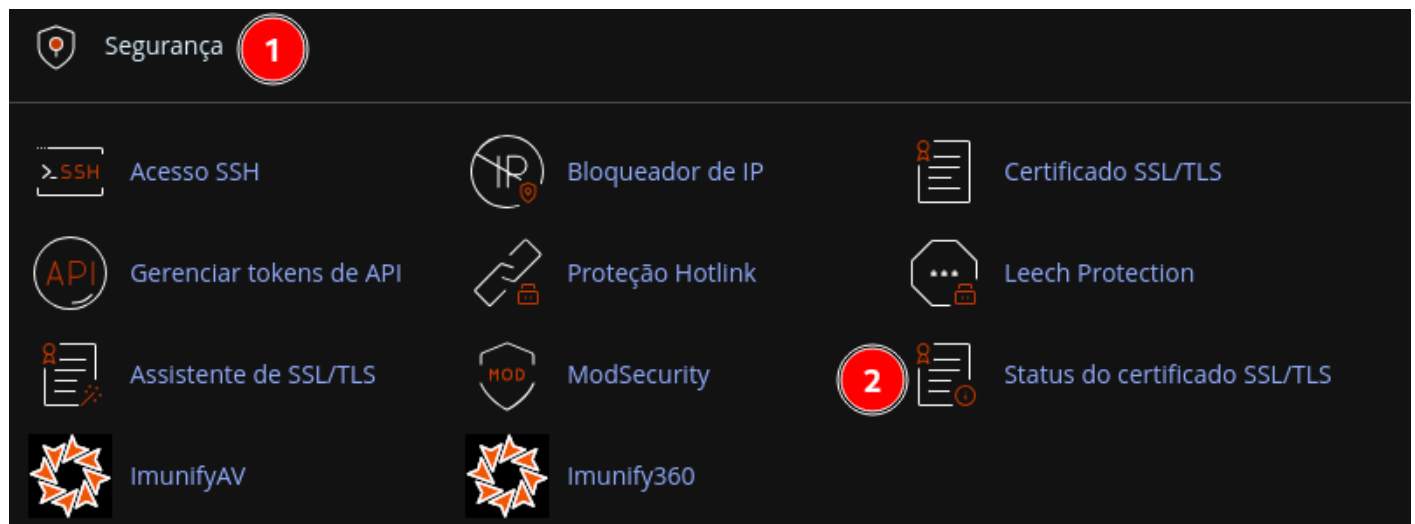 Segurança 1
>_SSH Acesso SSH
IP Bloqueador de IP
Certificado SSL/TLS
API Gerenciar tokens de API
Proteção Hotlink
Leech Protection
Assistente de SSL/TLS
MOD ModSecurity
2 Status do certificado SSL/TLS
ImunifyAV
Imunify360